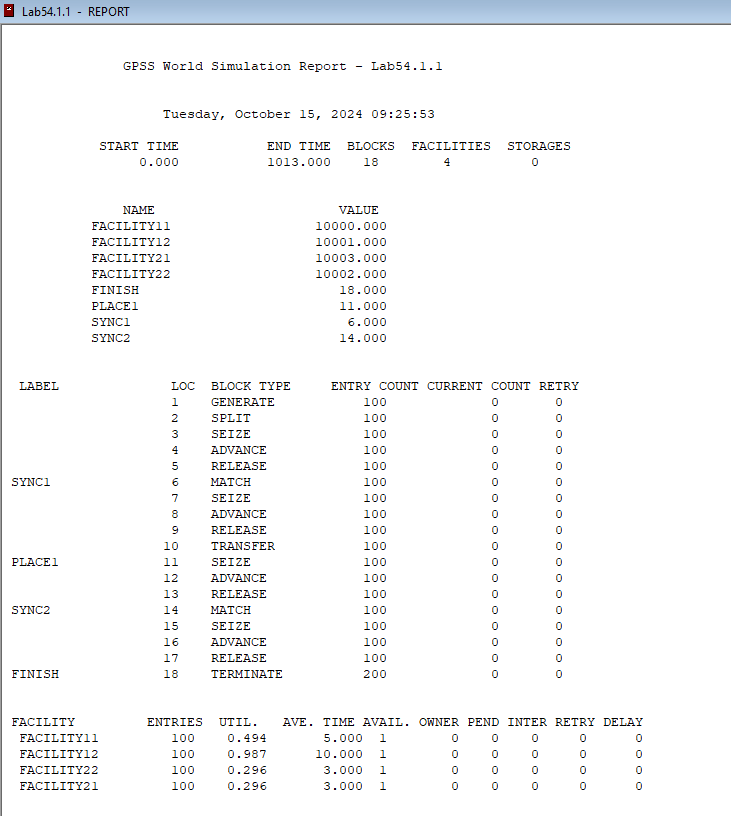 Lab54.1.1 - REPORT
GPSS World Simulation Report - Lab54.1.1
Tuesday, October 15, 2024 09:25:53
START TIME END TIME BLOCKS FACILITIES STORAGES
0.000 1013.000 18 4 0
NAME VALUE
FACILITY11 10000.000
FACILITY12 10001.000
FACILITY21 10003.000
FACILITY22 10002.000
FINISH 18.000
PLACE1 11.000
SYNC1 6.000
SYNC2 14.000
LABEL LOC BLOCK TYPE ENTRY COUNT CURRENT COUNT RETRY
1 GENERATE 100 0 0
2 SPLIT 100 0 0
3 SEIZE 100 0 0
4 ADVANCE 100 0 0
5 RELEASE 100 0 0
SYNC1 6 MATCH 100 0 0
7 SEIZE 100 0 0
8 ADVANCE 100 0 0
9 RELEASE 100 0 0
10 TRANSFER 100 0 0
PLACE1 11 SEIZE 100 0 0
12 ADVANCE 100 0 0
13 RELEASE 100 0 0
SYNC2 14 MATCH 100 0 0
15 SEIZE 100 0 0
16 ADVANCE 100 0 0
17 RELEASE 100 0 0
FINISH 18 TERMINATE 200 0 0
FACILITY ENTRIES UTIL. AVE. TIME AVAIL. OWNER PEND INTER RETRY DELAY
FACILITY11 100 0.494 5.000 1 0 0 0 0 0
FACILITY12 100 0.987 10.000 1 0 0 0 0 0
FACILITY22 100 0.296 3.000 1 0 0 0 0 0
FACILITY21 100 0.296 3.000 1 0 0 0 0 0